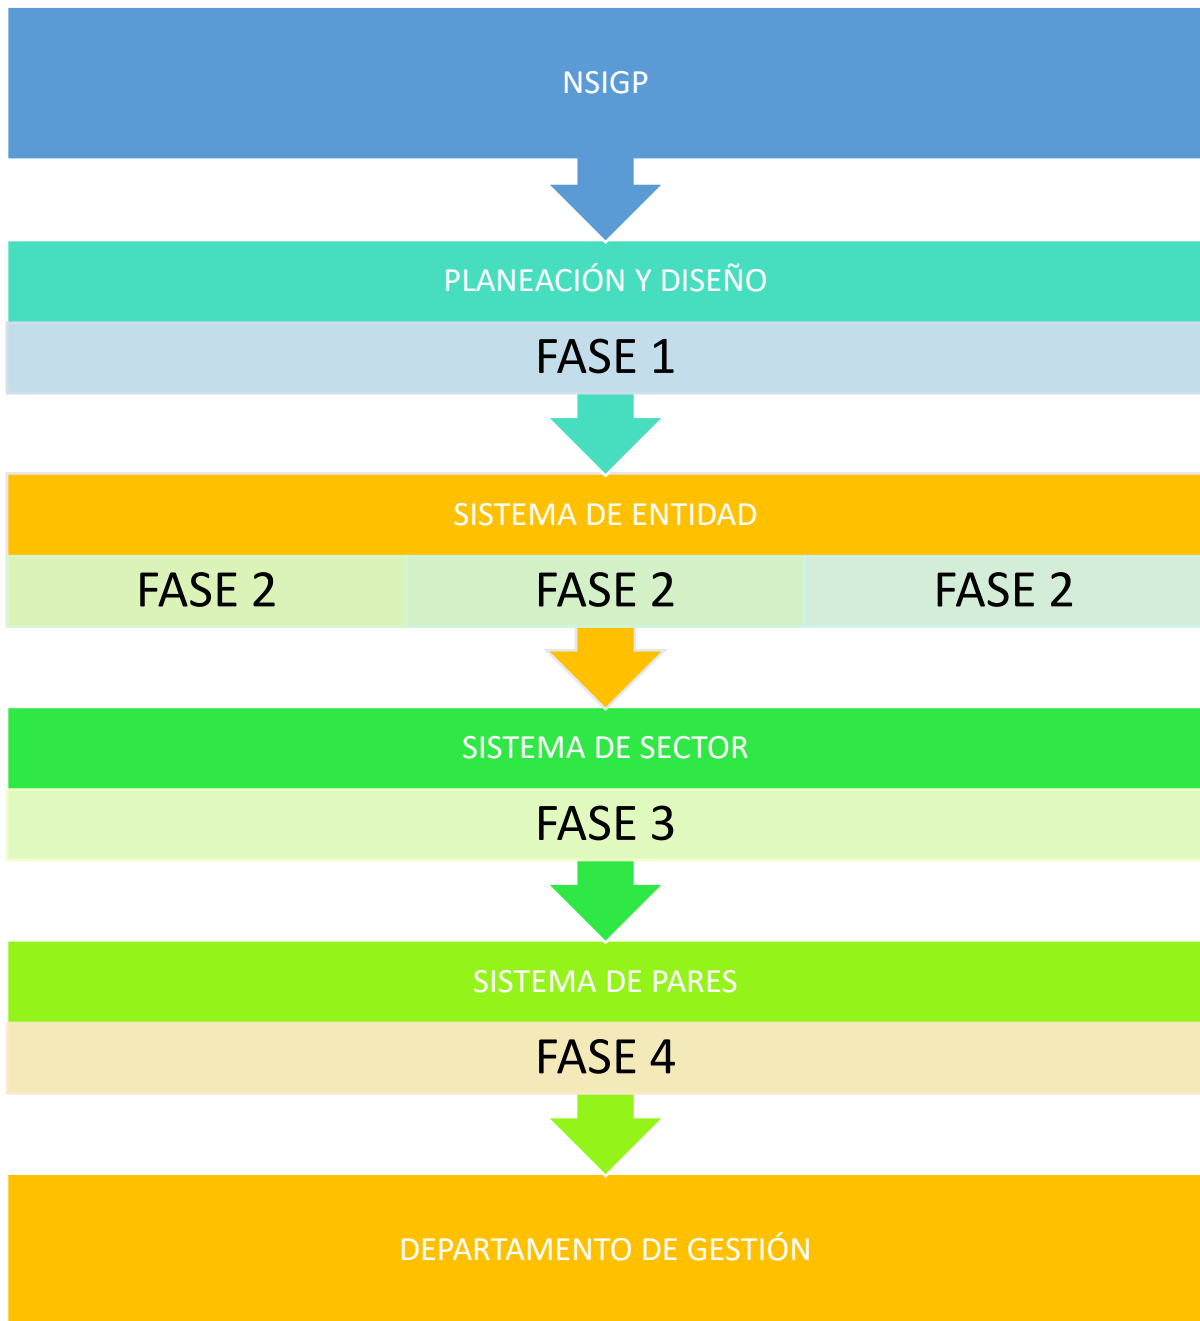 NSIGP
PLANEACIÓN Y DISEÑO
FASE 1
SISTEMA DE ENTIDAD
FASE 2 FASE 2 FASE 2
SISTEMA DE SECTOR
FASE 3
SISTEMA DE PARES
FASE 4
DEPARTAMENTO DE GESTIÓN